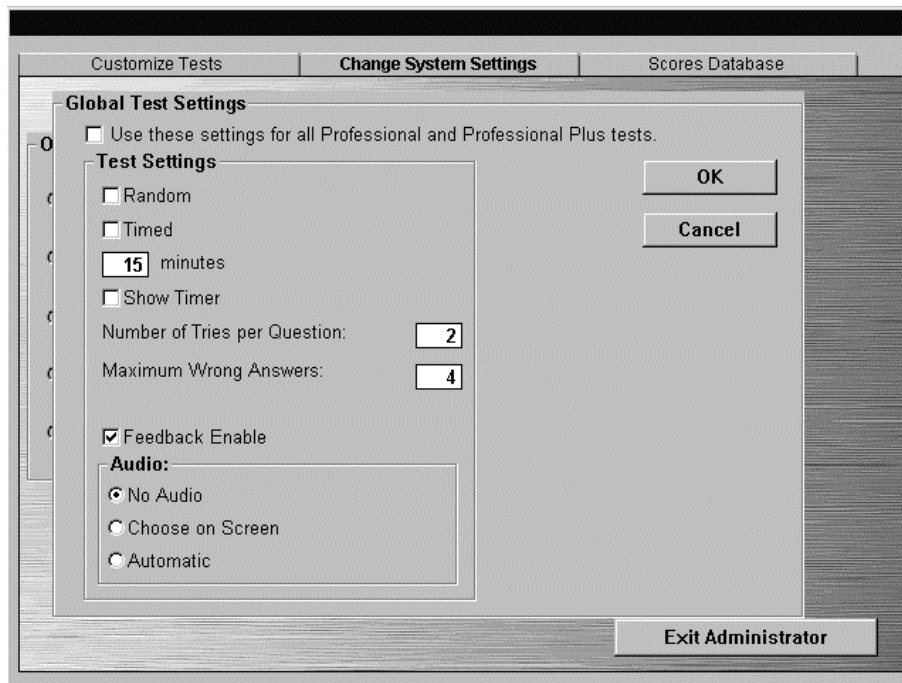 Customize Tests
Change System Settings
Scores Database
Global Test Settings
Use these settings for all Professional and Professional Plus tests.
Test Settings
OK
Random
Cancel
Timed
15 minutes
Show Timer
Number of Tries per Question: 2
Maximum Wrong Answers: 4
Feedback Enable
Audio:
No Audio
Choose on Screen
Automatic
Exit Administrator